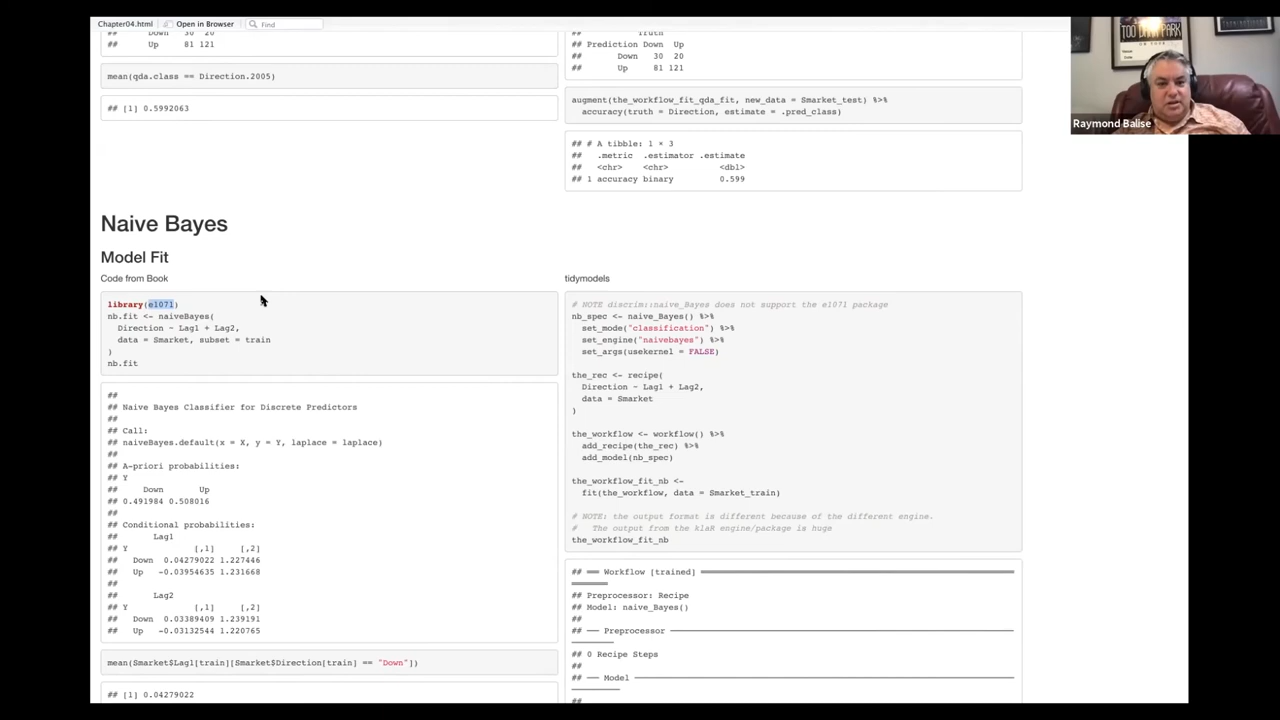 Chapter04.html
Open in Browser
Find
## Down 30 20
## Up 81 121
mean(qda.class == Direction.2005)
## [1] 0.5992063
## Truth
## Prediction Down Up
## Down 30 20
## Up 81 121
augment(the_workflow_fit_qda_fit, new_data = Smarket_test) %>%
accuracy(truth = Direction, estimate = .pred_class)
## # A tibble: 1 × 3
## .metric .estimator .estimate
## <chr> <chr> <dbl>
## 1 accuracy binary 0.599
Naive Bayes
Model Fit
Code from Book
library(e1071)
nb.fit <- naiveBayes(
Direction ~ Lag1 + Lag2,
data = Smarket, subset = train
)
nb.fit
##
## Naive Bayes Classifier for Discrete Predictors
##
## Call:
## naiveBayes.default(x = X, y = Y, laplace = laplace)
##
## A-priori probabilities:
## Y
## Down Up
## 0.491984 0.508016
##
## Conditional probabilities:
## Lag1
## Y [,1] [,2]
## Down 0.04279022 1.227446
## Up -0.03954635 1.231668
##
## Lag2
## Y [,1] [,2]
## Down 0.03389409 1.239191
## Up -0.03132544 1.220765
mean(Smarket$Lag1[train][Smarket$Direction[train] == "Down"])
## [1] 0.04279022
tidymodels
# NOTE discrim::naive_Bayes does not support the e1071 package
nb_spec <- naive_Bayes() %>%
set_mode("classification") %>%
set_engine("naivebayes") %>%
set_args(usekernel = FALSE)
the_rec <- recipe(
Direction ~ Lag1 + Lag2,
data = Smarket
)
the_workflow <- workflow() %>%
add_recipe(the_rec) %>%
add_model(nb_spec)
the_workflow_fit_nb <-
fit(the_workflow, data = Smarket_train)
# NOTE: the output format is different because of the different engine.
# The output from the klaR engine/package is huge
the_workflow_fit_nb
## ══ Workflow [trained] ══════════
## Preprocessor: Recipe
## Model: naive_Bayes()
##
## ── Preprocessor ──────────
## 0 Recipe Steps
##
## ── Model ──────────
##
TOO DARK PARK
Raymond Balise